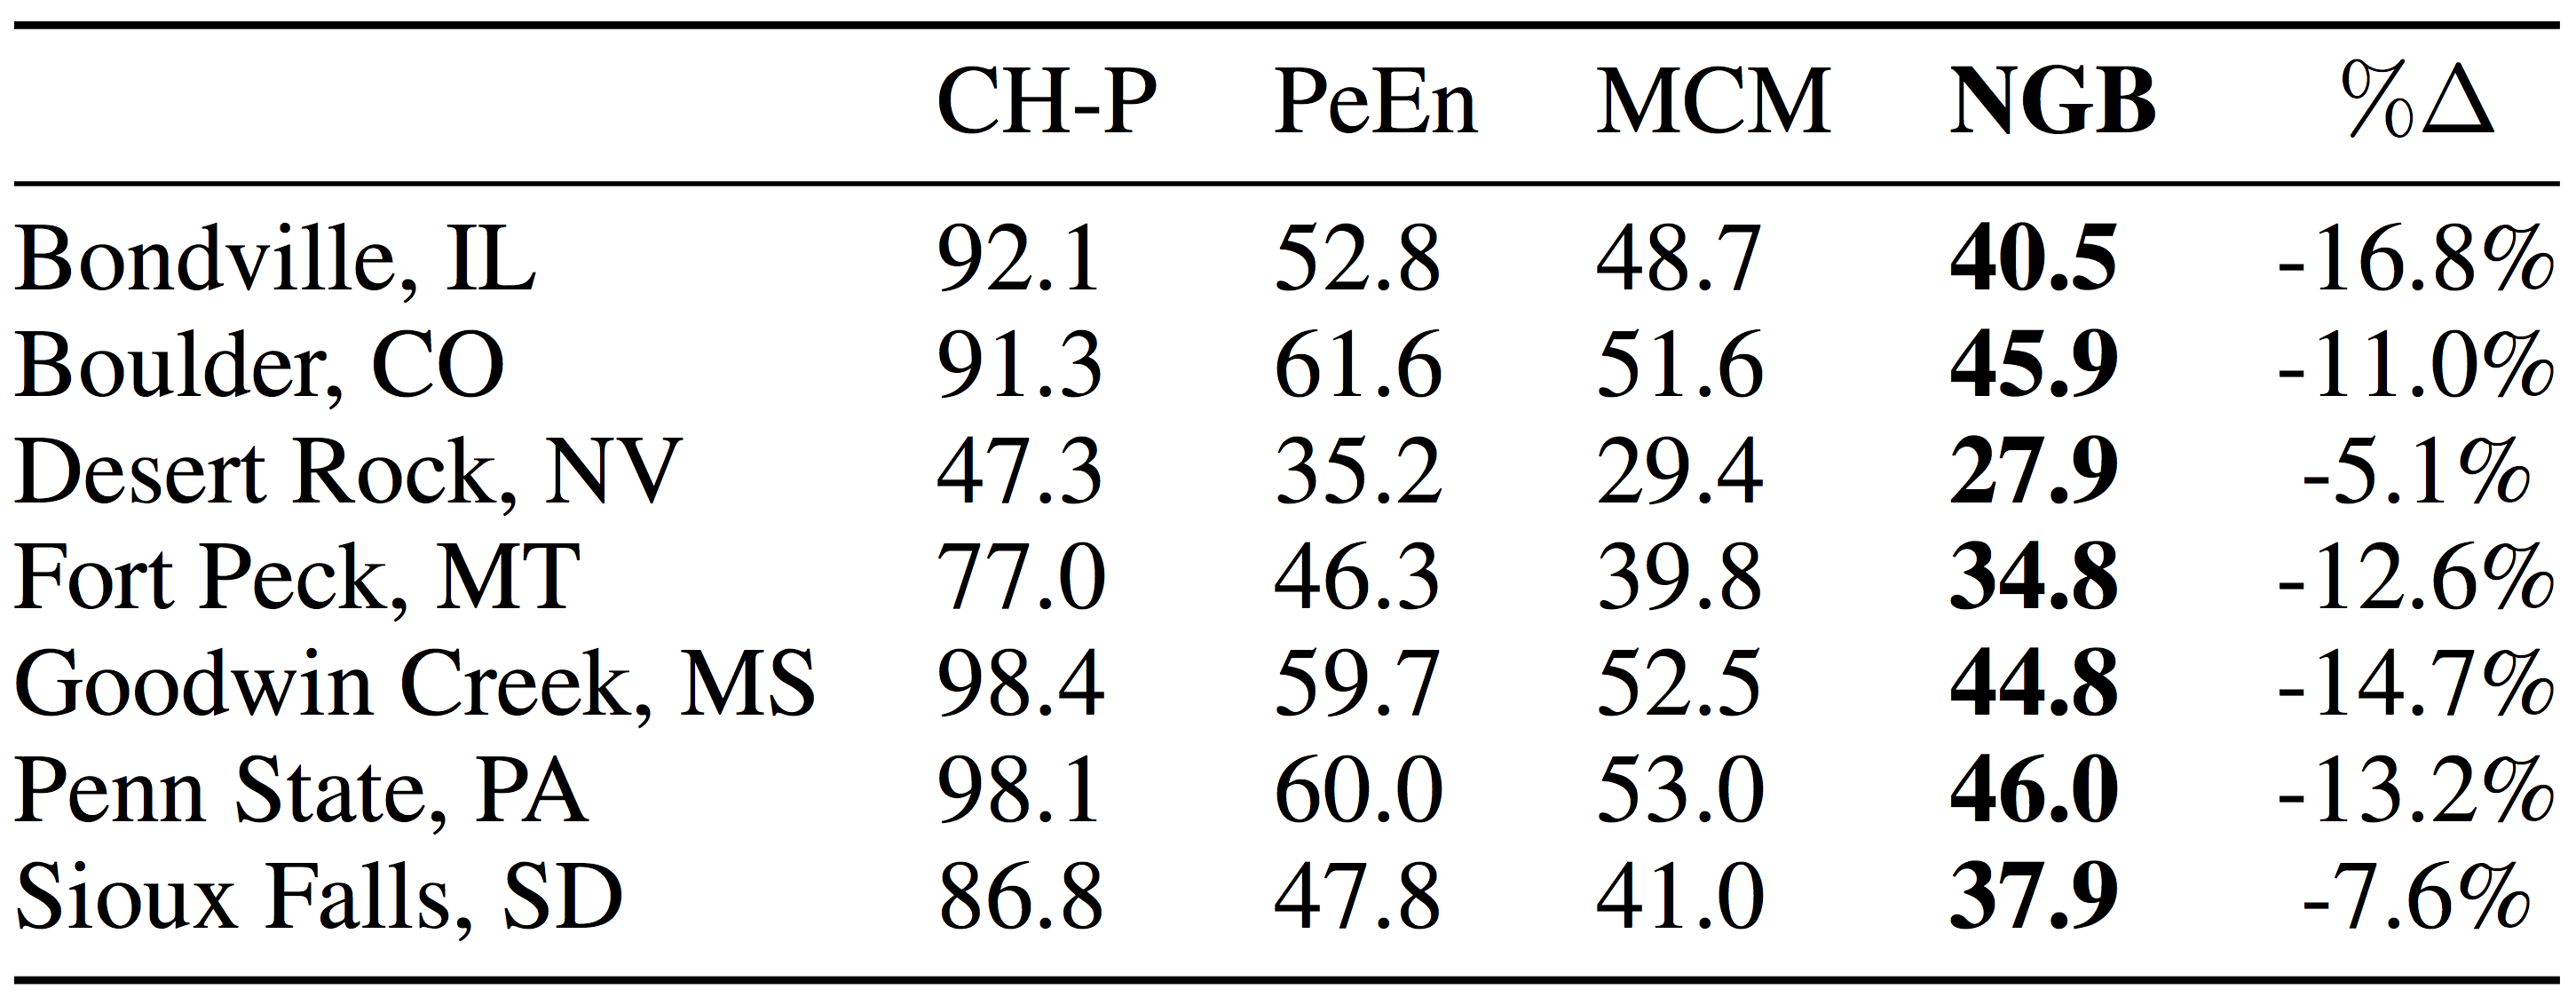 CH-P PeEn MCM NGB %Δ
Bondville, IL 92.1 52.8 48.7 40.5 -16.8%
Boulder, CO 91.3 61.6 51.6 45.9 -11.0%
Desert Rock, NV 47.3 35.2 29.4 27.9 -5.1%
Fort Peck, MT 77.0 46.3 39.8 34.8 -12.6%
Goodwin Creek, MS 98.4 59.7 52.5 44.8 -14.7%
Penn State, PA 98.1 60.0 53.0 46.0 -13.2%
Sioux Falls, SD 86.8 47.8 41.0 37.9 -7.6%